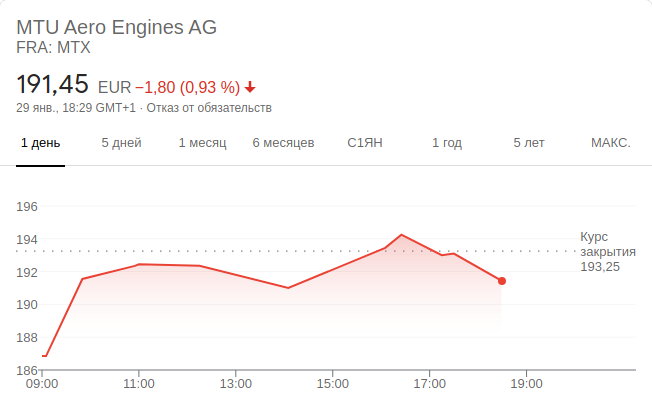 MTU Aero Engines AG
FRA: MTX
191,45 EUR −1,80 (0,93 %)
29 янв., 18:29 GMT+1 · Отказ от обязательств
1 день 5 дней 1 месяц 6 месяцев С1ЯН 1 год 5 лет МАКС.
196
194
192
190
188
186
Курс
закрытия
193,25
09:00 11:00 13:00 15:00 17:00 19:00